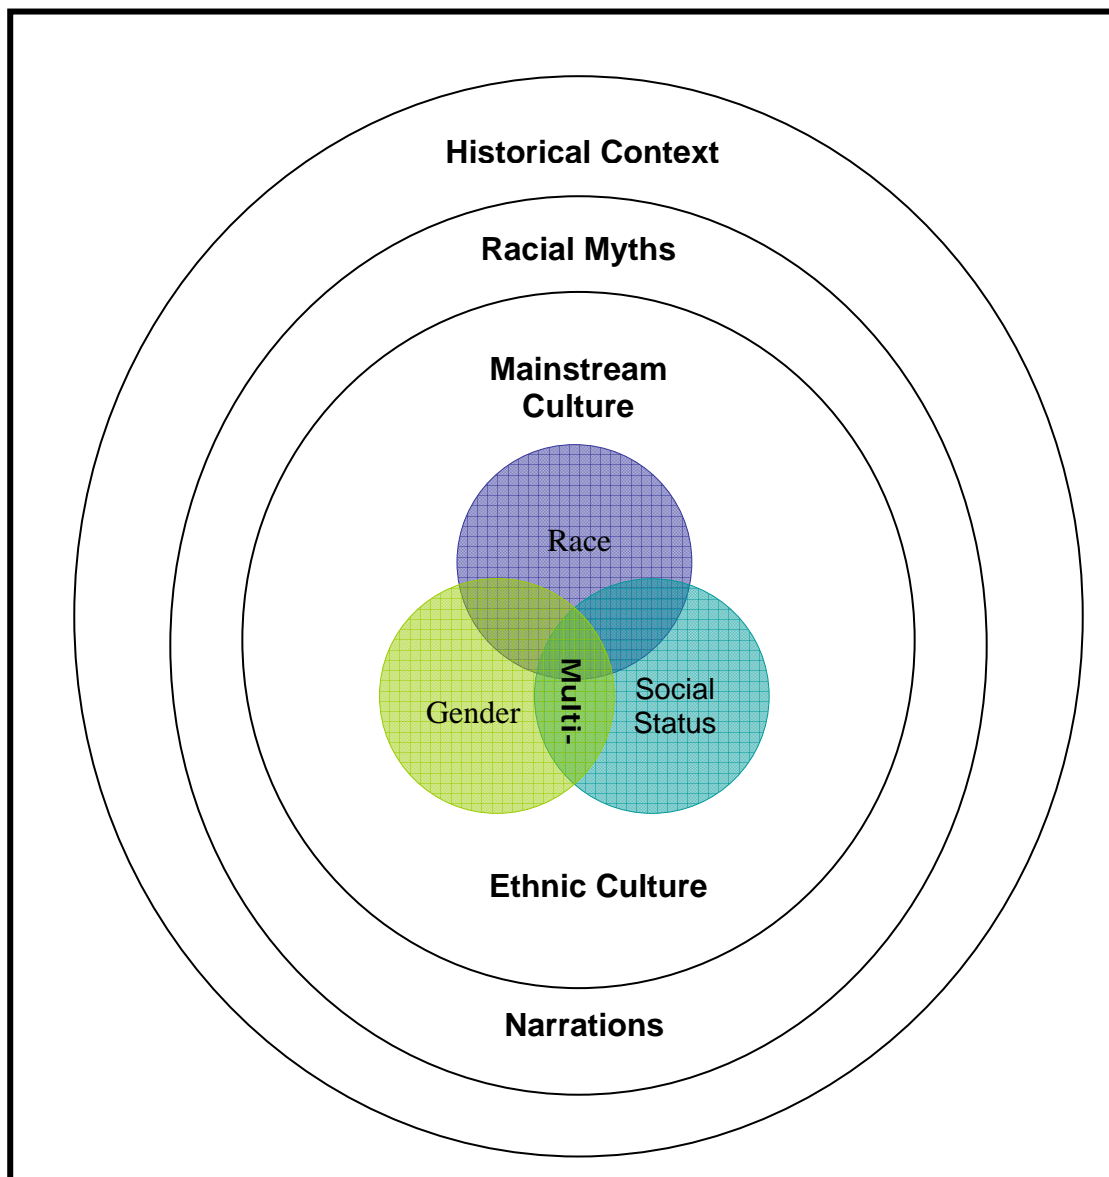 Historical Context
Racial Myths
Mainstream
Culture
Race
Gender
Multi-
Social
Status
Ethnic Culture
Narrations